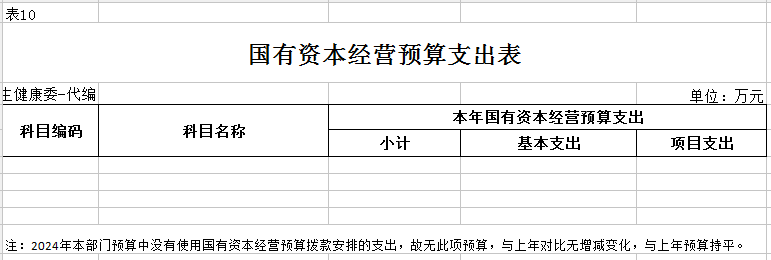 表10
国有资本经营预算支出表
生健康委-代编
单位：万元
科目编码 科目名称 本年国有资本经营预算支出
小计 基本支出 项目支出
注：2024年本部门预算中没有使用国有资本经营预算拨款安排的支出，故无此项预算，与上年对比无增减变化，与上年预算持平。